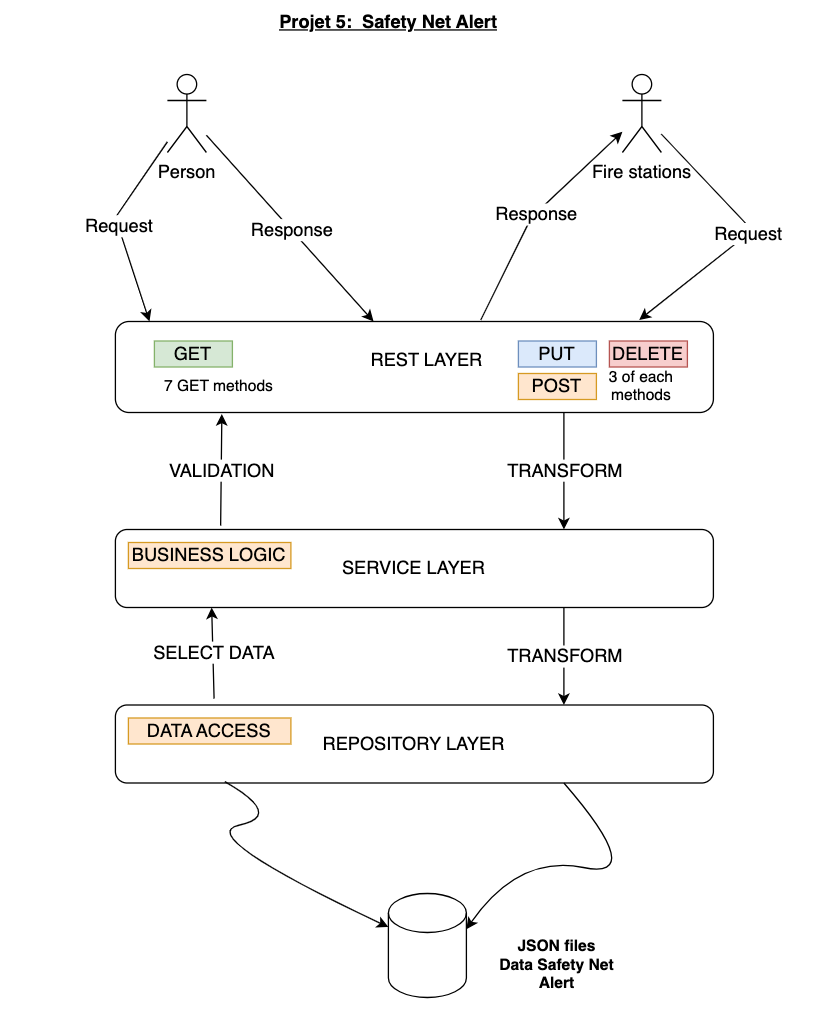 Projet 5: Safety Net Alert
Person
Fire stations
Request
Response
Response
Request
GET
7 GET methods
REST LAYER
PUT
DELETE
POST
3 of each
methods
VALIDATION
TRANSFORM
BUSINESS LOGIC
SERVICE LAYER
SELECT DATA
TRANSFORM
DATA ACCESS
REPOSITORY LAYER
JSON files
Data Safety Net
Alert